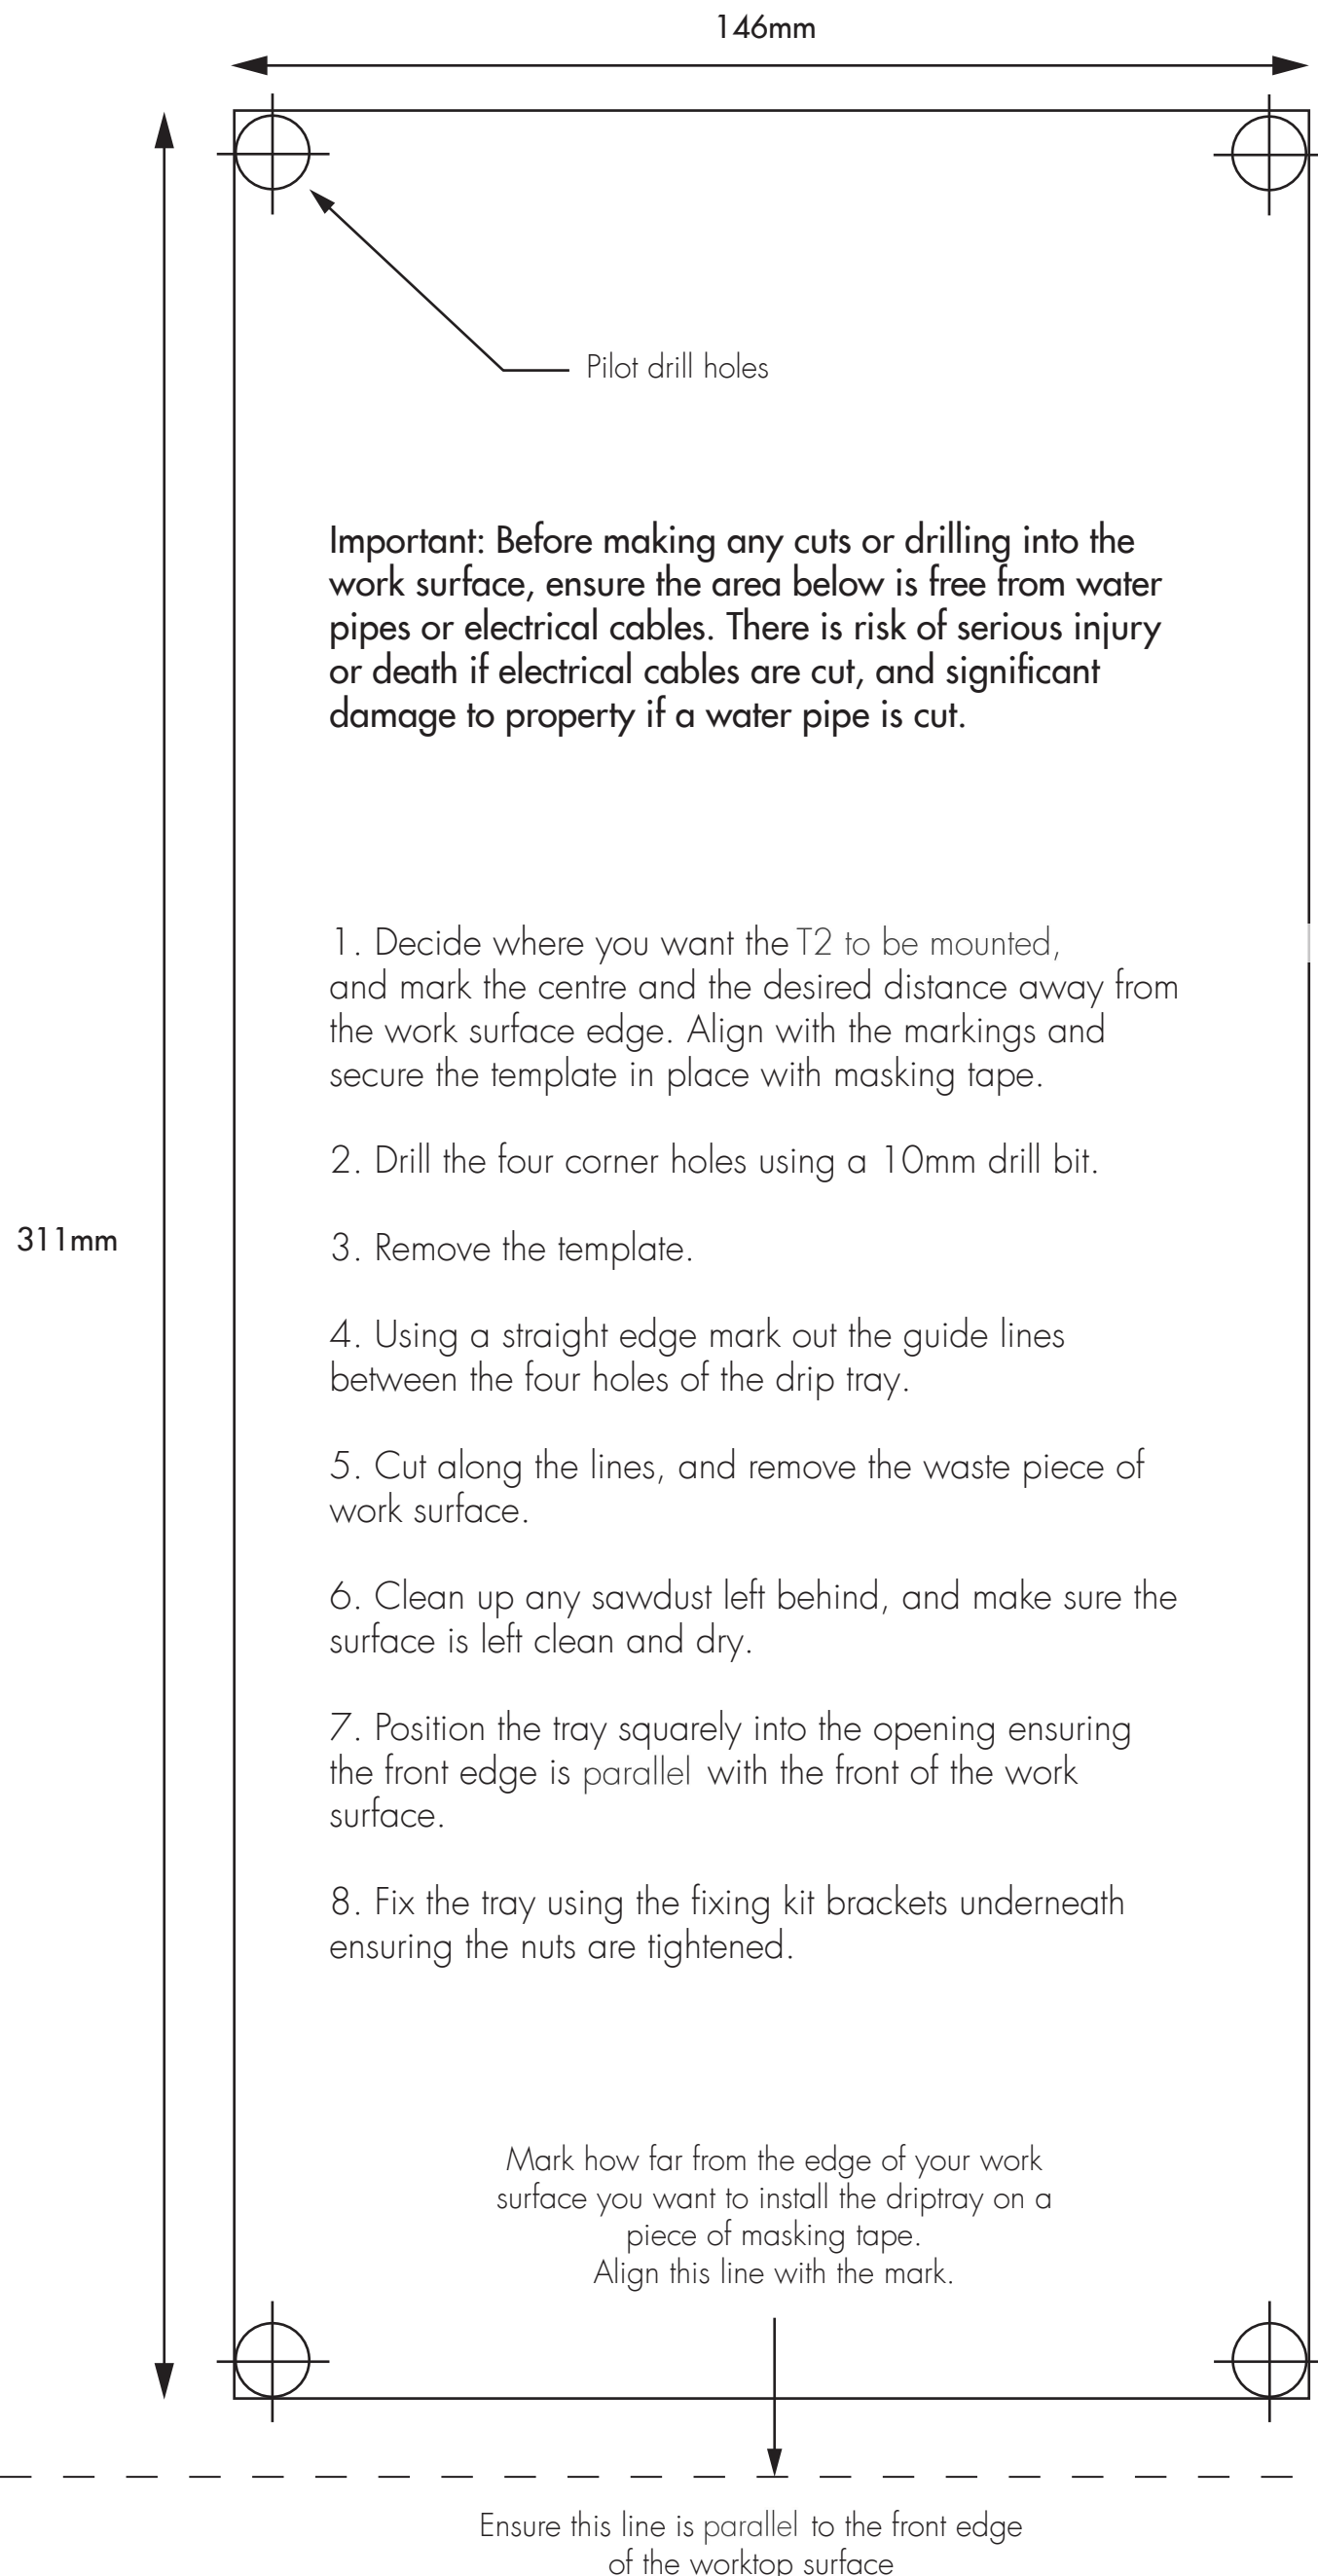 146mm
Pilot drill holes
Important: Before making any cuts or drilling into the
work surface, ensure the area below is free from water
pipes or electrical cables. There is risk of serious injury
or death if electrical cables are cut, and significant
damage to property if a water pipe is cut.
1. Decide where you want the T2 to be mounted,
and mark the centre and the desired distance away from
the work surface edge. Align with the markings and
secure the template in place with masking tape.
2. Drill the four corner holes using a 10mm drill bit.
311mm
3. Remove the template.
4. Using a straight edge mark out the guide lines
between the four holes of the drip tray.
5. Cut along the lines, and remove the waste piece of
work surface.
6. Clean up any sawdust left behind, and make sure the
surface is left clean and dry.
7. Position the tray squarely into the opening ensuring
the front edge is parallel with the front of the work
surface.
8. Fix the tray using the fixing kit brackets underneath
ensuring the nuts are tightened.
Mark how far from the edge of your work
surface you want to install the driptray on a
piece of masking tape.
Align this line with the mark.
Ensure this line is parallel to the front edge
of the worktop surface